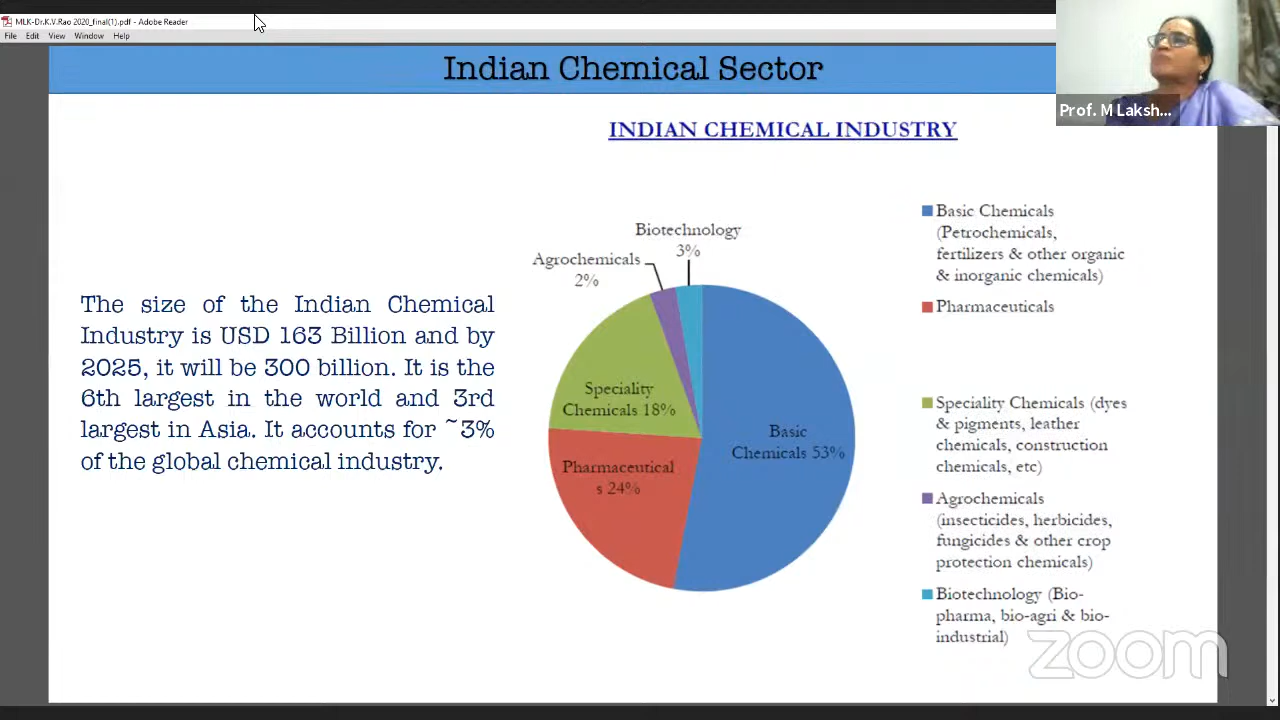 MLK-Dr.K.V.Rao 2020_final(1).pdf - Adobe Reader
File Edit View Window Help
Indian Chemical Sector
Prof. M Laksh...
INDIAN CHEMICAL INDUSTRY
The size of the Indian Chemical
Industry is USD 163 Billion and by
2025, it will be 300 billion. It is the
6th largest in the world and 3rd
largest in Asia. It accounts for ~3%
of the global chemical industry.
Biotechnology
3%
Agrochemicals
2%
Speciality
Chemicals 18%
Basic
Chemicals 53%
Pharmaceutical
s 24%
Basic Chemicals
(Petrochemicals,
fertilizers & other organic
& inorganic chemicals)
Pharmaceuticals
Speciality Chemicals (dyes
& pigments, leather
chemicals, construction
chemicals, etc)
Agrochemicals
(insecticides, herbicides,
fungicides & other crop
protection chemicals)
Biotechnology (Bio-
pharma, bio-agri & bio-
industrial)
zoom